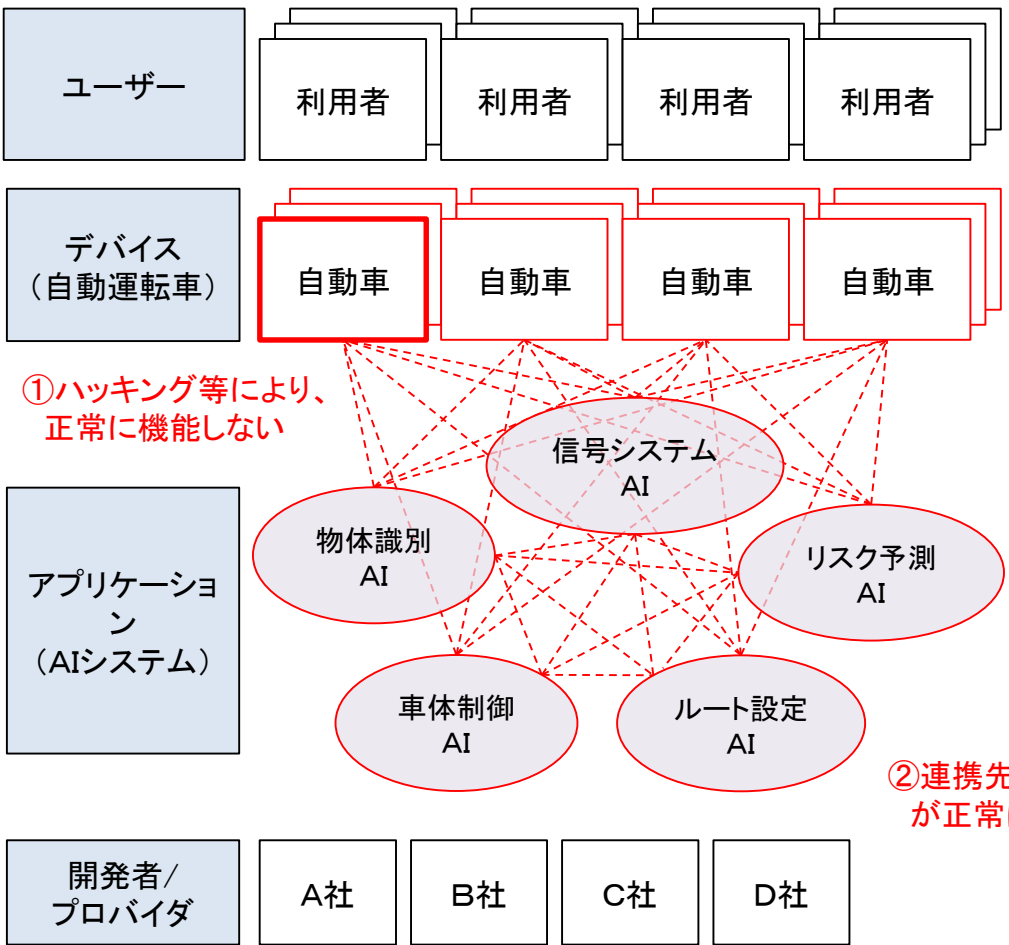 ユーザー
利用者
利用者
利用者
利用者
デバイス
（自動運転車）
自動車
自動車
自動車
自動車
①ハッキング等により、
正常に機能しない
信号システム
AI
物体識別
AI
リスク予測
AI
アプリケーショ
ン
（AIシステム）
車体制御
AI
ルート設定
AI
②連携先
が正常に
開発者/
プロバイダ
A社
B社
C社
D社